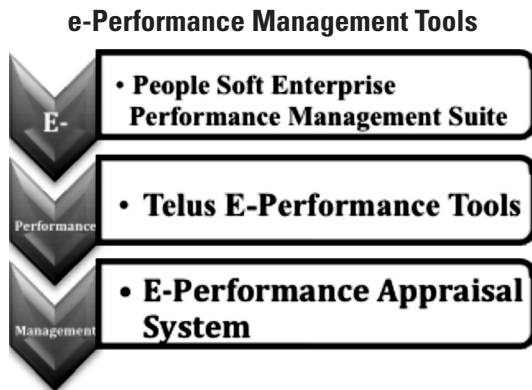 e-Performance Management Tools
E-
• People Soft Enterprise
Performance Management Suite
Performance
• Telus E-Performance Tools
Management
• E-Performance Appraisal
System